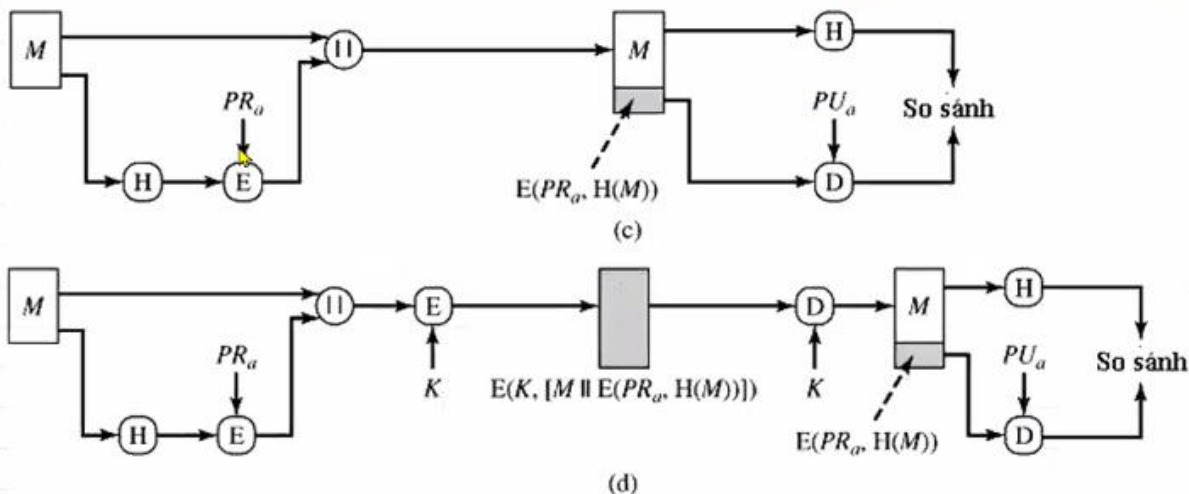 M
||
M
H
PRₐ
PUₐ
So sánh
H
E
D
E(PRₐ, H(M))
(c)
M
||
E
D
M
H
PRₐ
PUₐ
So sánh
K
E(K, [M || E(PRₐ, H(M))])
K
H
E
D
E(PRₐ, H(M))
(d)